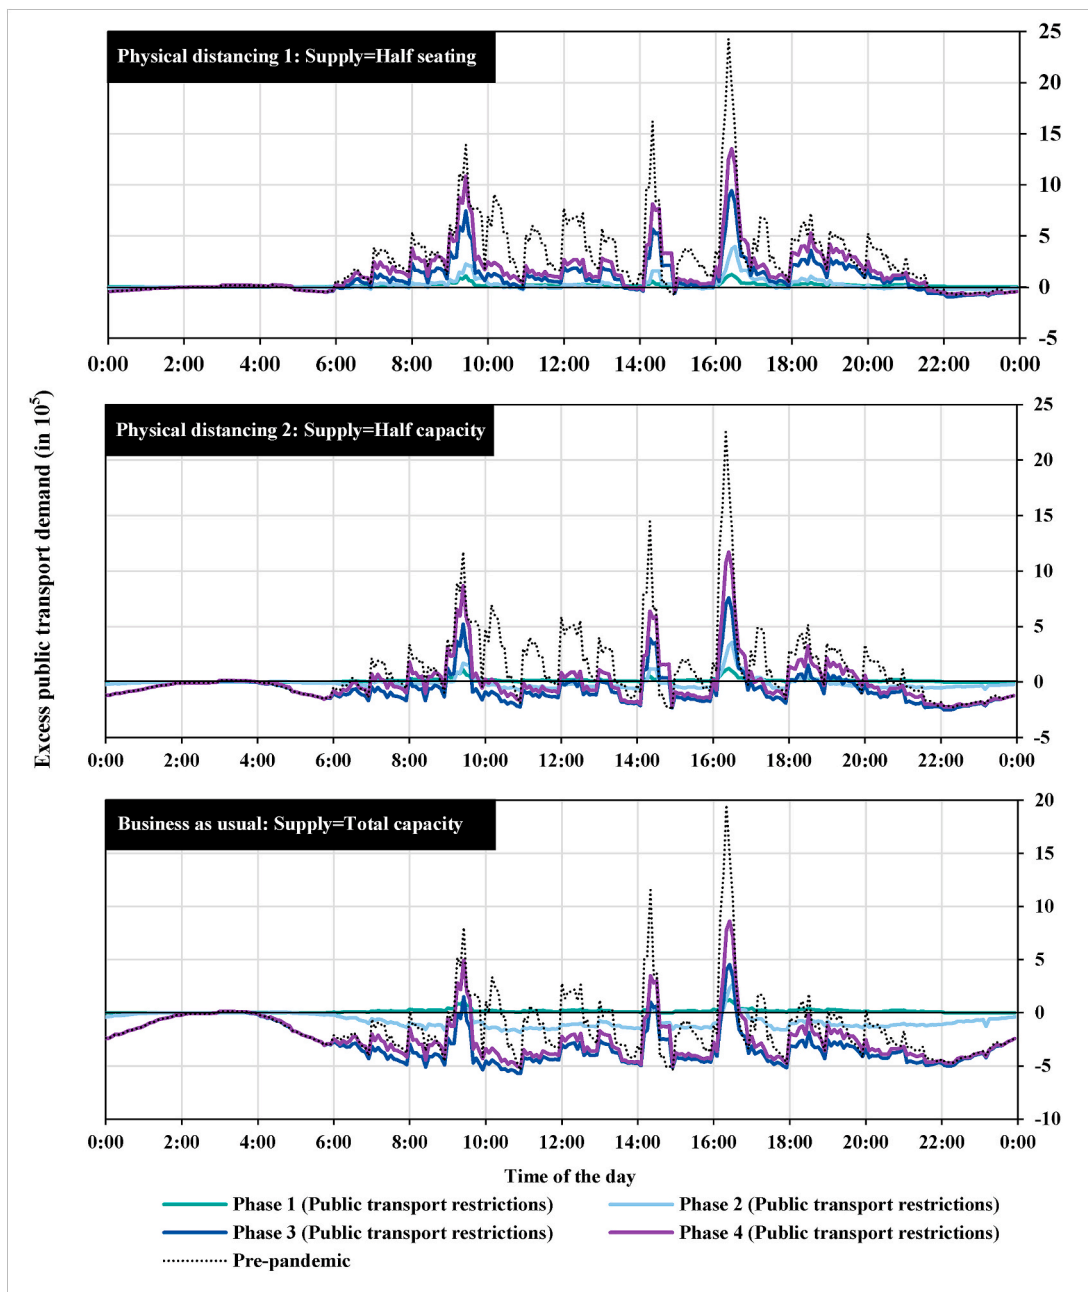 Physical distancing 1: Supply=Half seating
25
20
15
10
5
0
-5
0:00 2:00 4:00 6:00 8:00 10:00 12:00 14:00 16:00 18:00 20:00 22:00 0:00
Excess public transport demand (in 10⁵)
Physical distancing 2: Supply=Half capacity
25
20
15
10
5
0
-5
0:00 2:00 4:00 6:00 8:00 10:00 12:00 14:00 16:00 18:00 20:00 22:00 0:00
Business as usual: Supply=Total capacity
20
15
10
5
0
-5
-10
0:00 2:00 4:00 6:00 8:00 10:00 12:00 14:00 16:00 18:00 20:00 22:00 0:00
Time of the day
Phase 1 (Public transport restrictions) Phase 2 (Public transport restrictions)
Phase 3 (Public transport restrictions) Phase 4 (Public transport restrictions)
Pre-pandemic